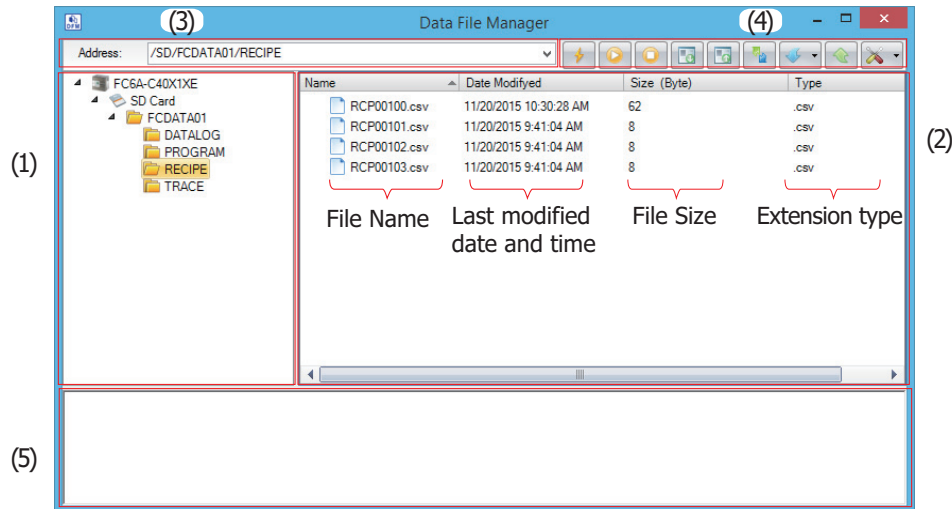 (3)
(4)
DFM
Data File Manager
Address: /SD/FCDATA01/RECIPE
(1)
(2)
FC6A-C40X1XE
SD Card
FCDATA01
DATALOG
PROGRAM
RECIPE
TRACE
Name Date Modifyed Size (Byte) Type
RCP00100.csv 11/20/2015 10:30:28 AM 62 .csv
RCP00101.csv 11/20/2015 9:41:04 AM 8 .csv
RCP00102.csv 11/20/2015 9:41:04 AM 8 .csv
RCP00103.csv 11/20/2015 9:41:04 AM 8 .csv
File Name Last modified date and time File Size Extension type
(5)